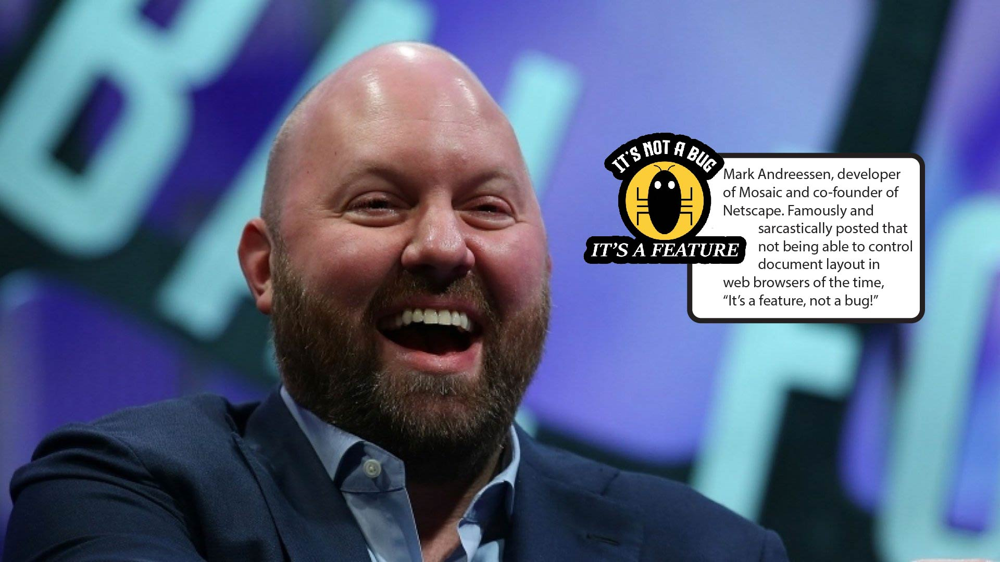 IT'S NOT A BUG
IT'S A FEATURE
Mark Andreessen, developer
of Mosaic and co-founder of
Netscape. Famously and
sarcastically posted that
not being able to control
document layout in
web browsers of the time,
“It’s a feature, not a bug!”